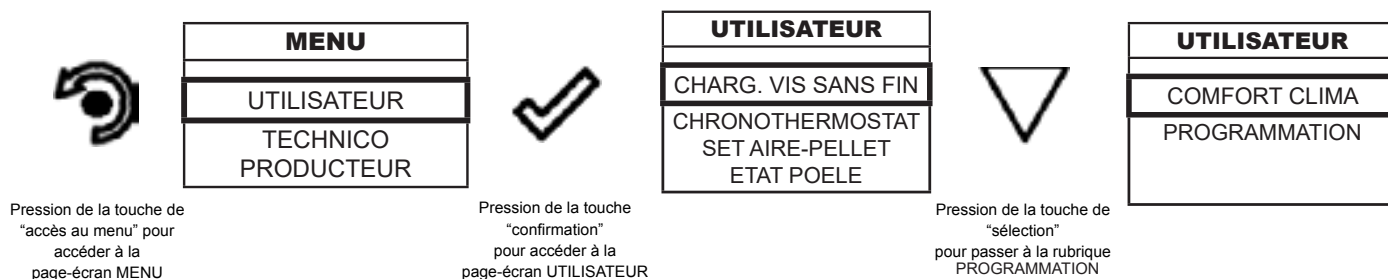 MENU
UTILISATEUR
TECHNICO
PRODUCTEUR
Pression de la touche de
“accès au menu” pour
accéder à la
page-écran MENU
UTILISATEUR
CHARG. VIS SANS FIN
CHRONOTHERMOSTAT
SET AIRE-PELLET
ETAT POELE
Pression de la touche
“confirmation”
pour accéder à la
page-écran UTILISATEUR
UTILISATEUR
COMFORT CLIMA
PROGRAMMATION
Pression de la touche de
“sélection”
pour passer à la rubrique
PROGRAMMATION